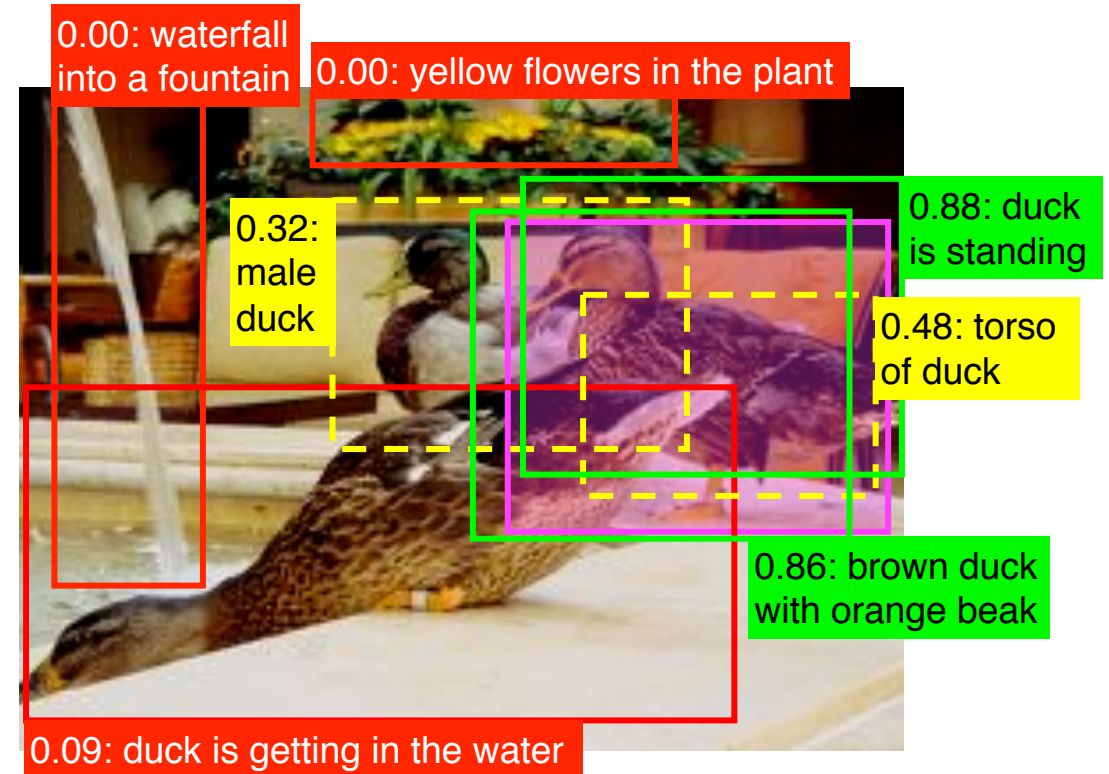 0.00: waterfall
into a fountain
0.00: yellow flowers in the plant
0.32:
male
duck
0.88: duck
is standing
0.48: torso
of duck
0.86: brown duck
with orange beak
0.09: duck is getting in the water